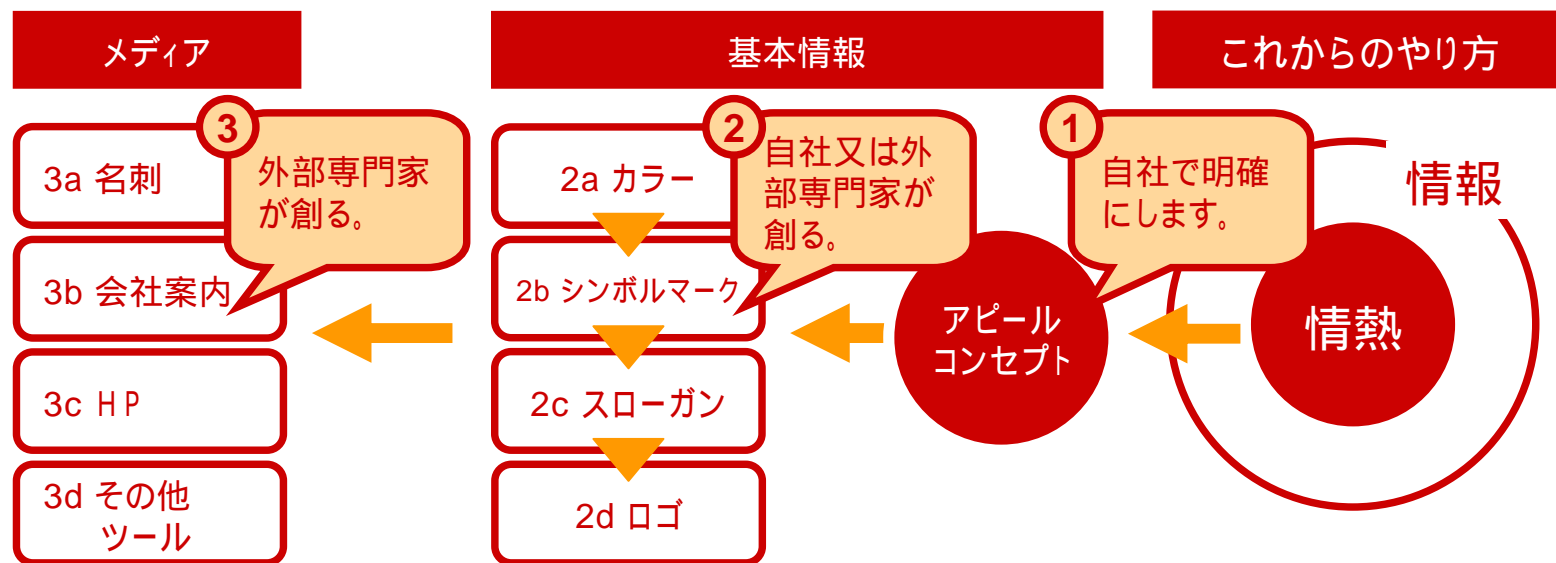 メディア
基本情報
これからのやり方
3
外部専門家
が創る。
2
自社又は外
部専門家が
創る。
1
自社で明確
にします。
3a 名刺
3b 会社案内
3c ＨＰ
3d その他
ツール
2a カラー
2b シンボルマーク
2c スローガン
2d ロゴ
アピール
コンセプト
情報
情熱